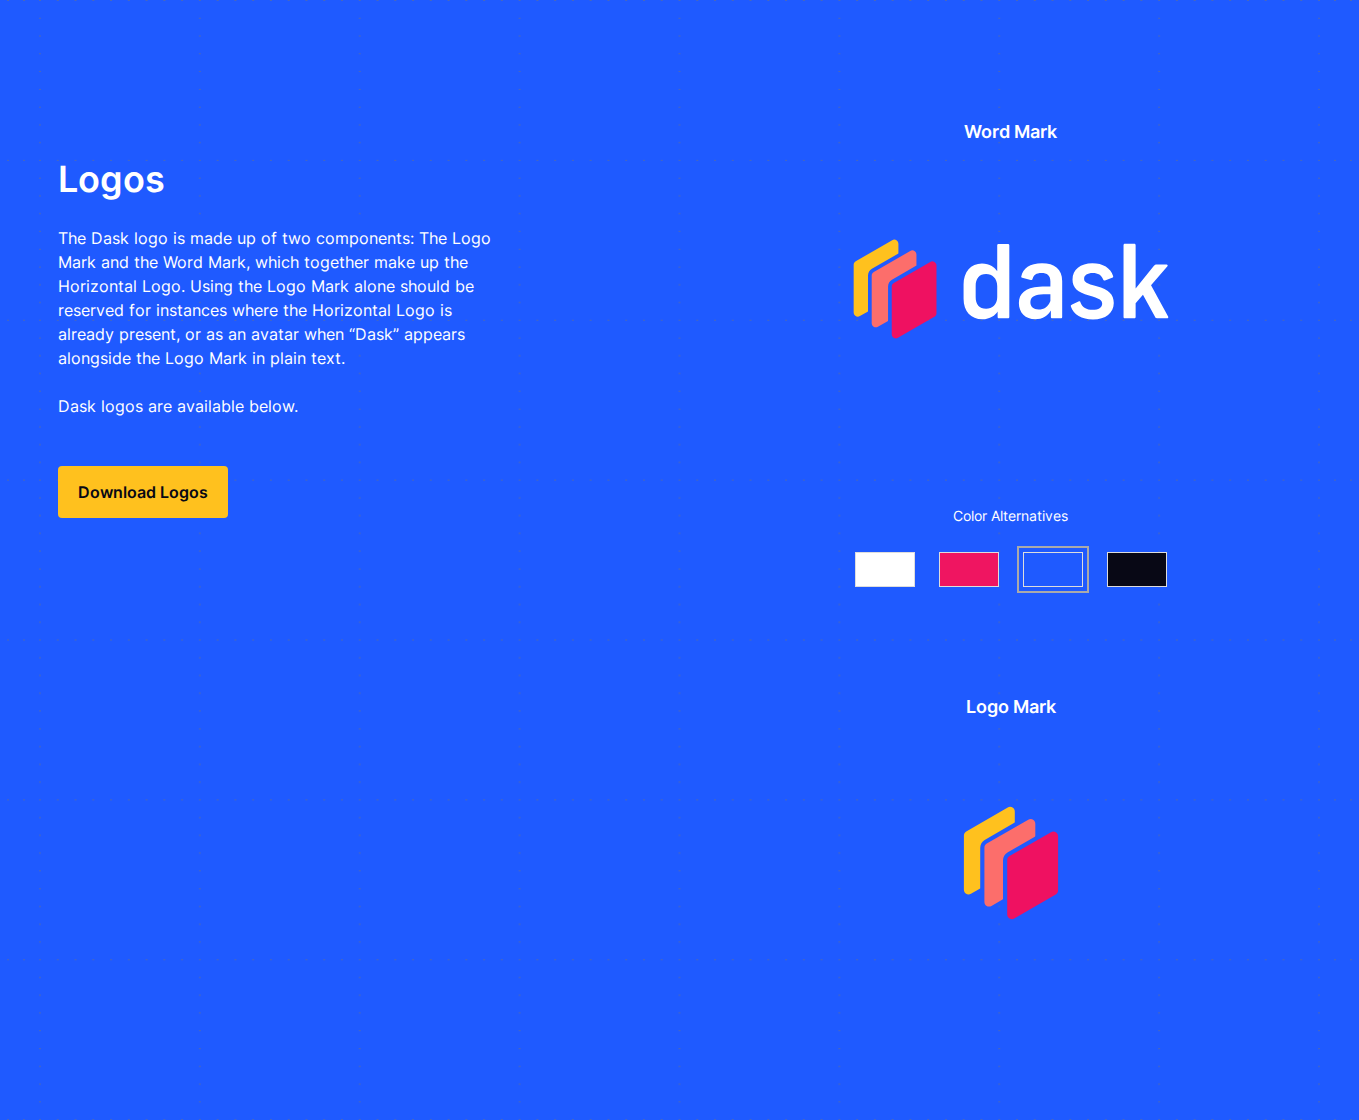 Logos
The Dask logo is made up of two components: The Logo
Mark and the Word Mark, which together make up the
Horizontal Logo. Using the Logo Mark alone should be
reserved for instances where the Horizontal Logo is
already present, or as an avatar when “Dask” appears
alongside the Logo Mark in plain text.
Dask logos are available below.
Download Logos
Word Mark
dask
Color Alternatives
Logo Mark